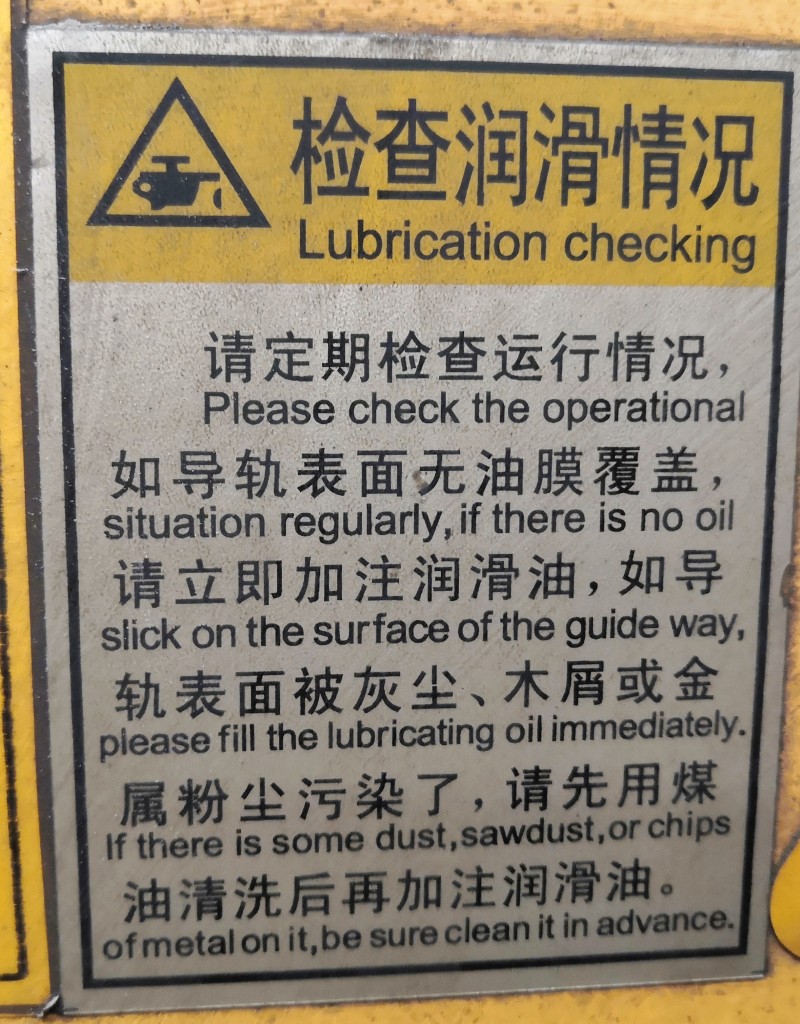 检查润滑情况
Lubrication checking
请定期检查运行情况，
Please check the operational
如导轨表面无油膜覆盖，
situation regularly, if there is no oil
请立即加注润滑油，如导
slick on the surface of the guide way,
轨表面被灰尘、木屑或金
please fill the lubricating oil immediately.
属粉尘污染了，请先用煤
If there is some dust,sawdust,or chips
油清洗后再加注润滑油。
of metal on it,be sure clean it in advance.